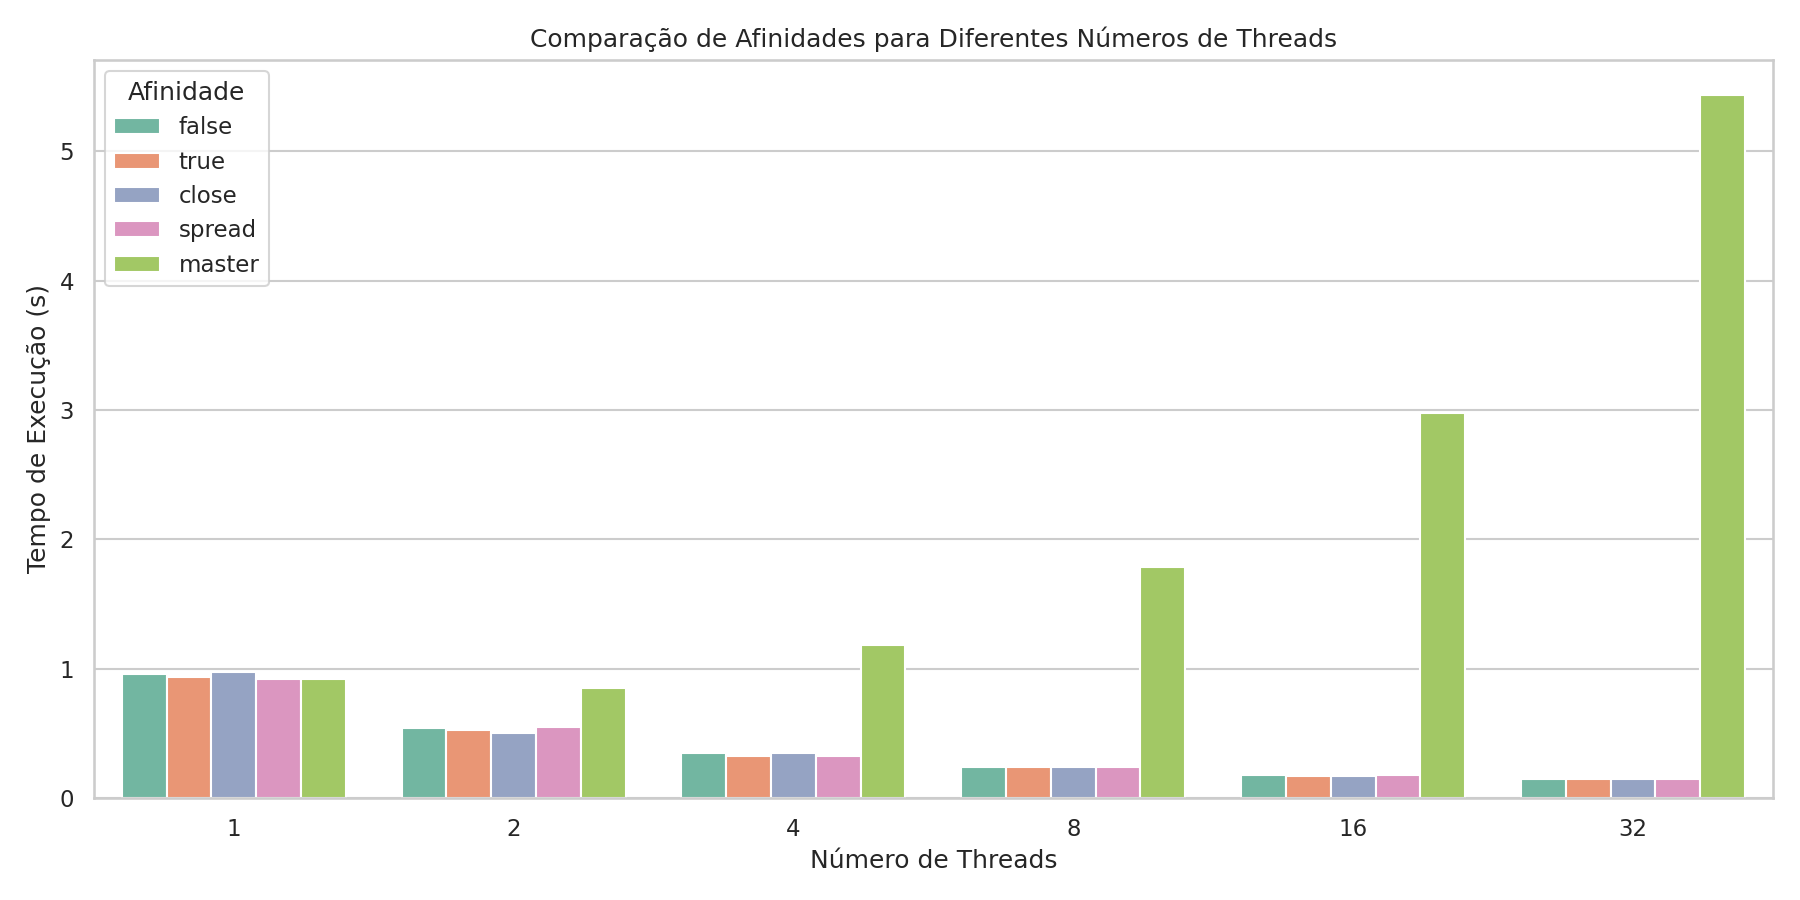 Comparação de Afinidades para Diferentes Números de Threads
Afinidade
false
true
close
spread
master
Tempo de Execução (s)
5
4
3
2
1
0
1 2 4 8 16 32
Número de Threads